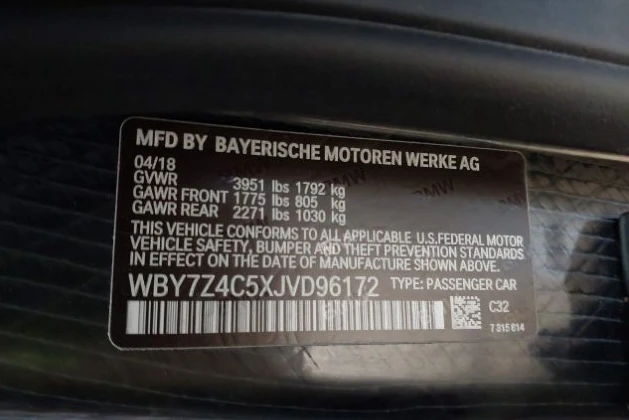 MFD BY BAYERISCHE MOTOREN WERKE AG
04/18
GVWR 3951 lbs 1792 kg
GAWR FRONT 1775 lbs 805 kg
GAWR REAR 2271 lbs 1030 kg
THIS VEHICLE CONFORMS TO ALL APPLICABLE U.S.FEDERAL MOTOR
VEHICLE SAFETY, BUMPER AND THEFT PREVENTION STANDARDS
IN EFFECT ON THE DATE OF MANUFACTURE SHOWN ABOVE.
WBY7Z4C5XJVD96172 TYPE: PASSENGER CAR
C32
7 315 614